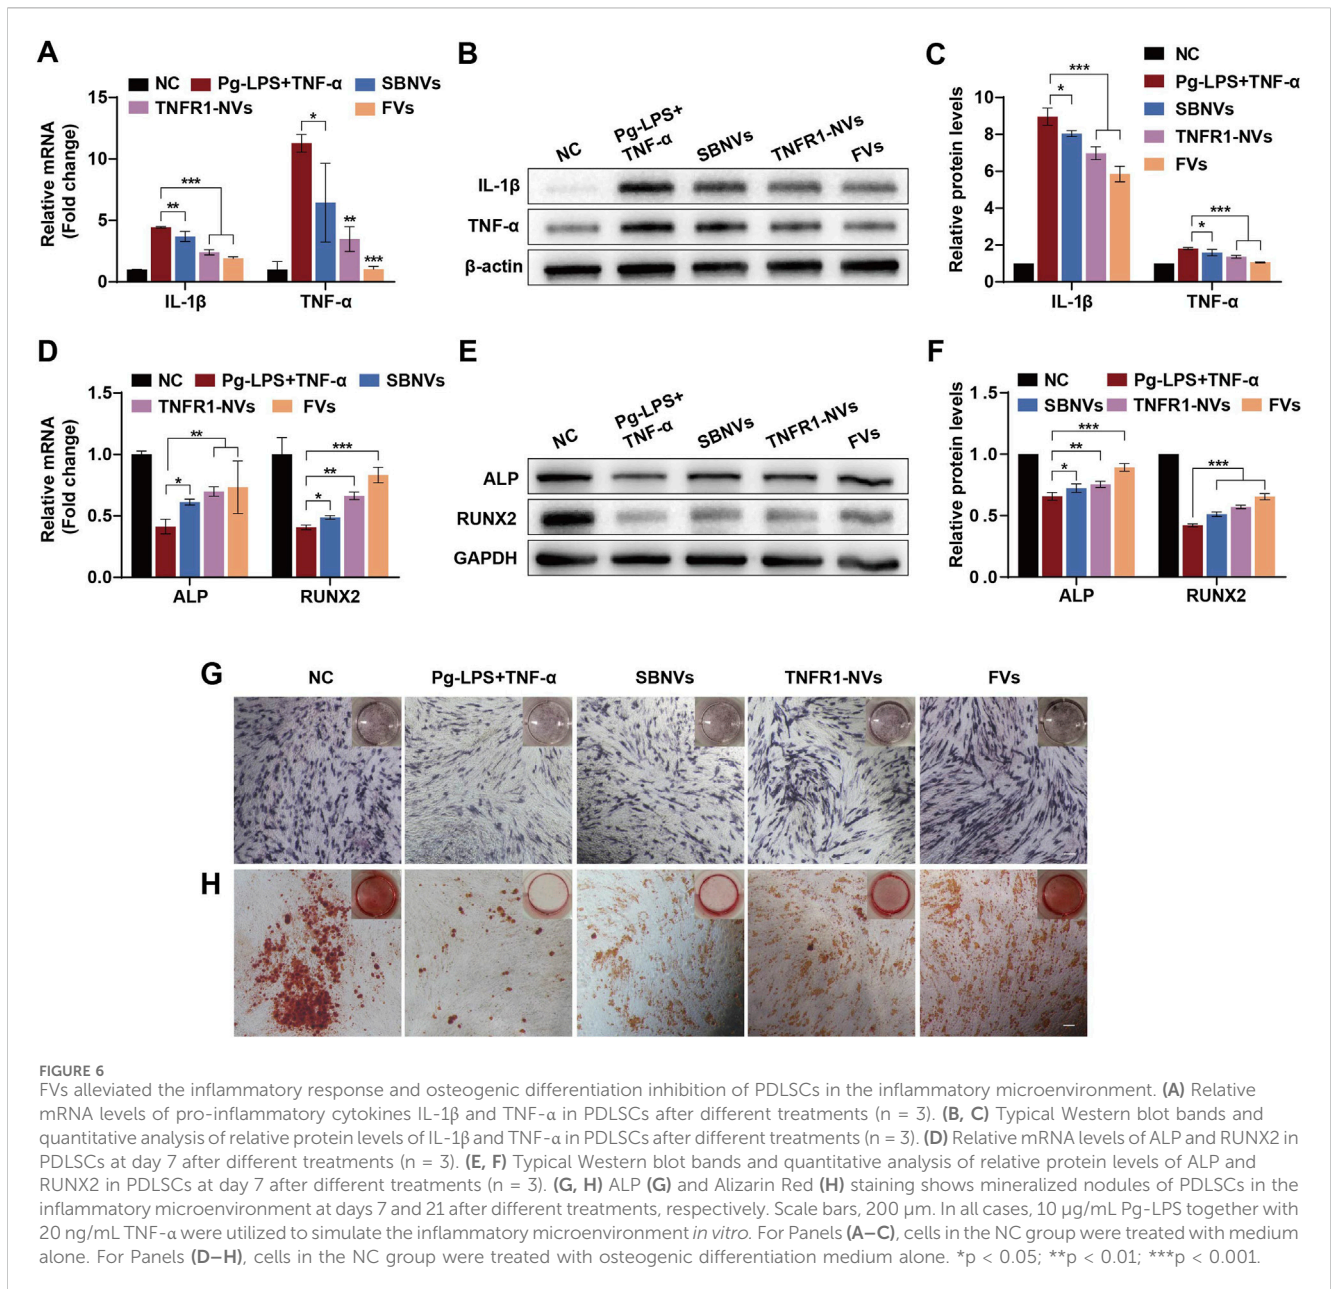 A
NC Pg-LPS+TNF-α SBNVs
TNFR1-NVs FVs
Relative mRNA
(Fold change)
15
10
5
0
***
**
*
**
***
IL-1β TNF-α
B
NC
Pg-LPS+
TNF-α
SBNVs
TNFR1-NVs
FVs
IL-1β
TNF-α
β-actin
C
NC
Pg-LPS+TNF-α
SBNVs
TNFR1-NVs
FVs
Relative protein levels
10
8
6
4
2
0
***
*
***
*
IL-1β TNF-α
D
NC Pg-LPS+TNF-α SBNVs
TNFR1-NVs FVs
Relative mRNA
(Fold change)
1.5
1.0
0.5
0.0
**
*
***
**
*
ALP RUNX2
E
NC
Pg-LPS+
TNF-α
SBNVs
TNFR1-NVs
FVs
ALP
RUNX2
GAPDH
F
NC Pg-LPS+TNF-α
SBNVs TNFR1-NVs FVs
Relative protein levels
1.5
1.0
0.5
0.0
***
**
*
***
ALP RUNX2
G
NC Pg-LPS+TNF-α SBNVs TNFR1-NVs FVs
H
FIGURE 6
FVs alleviated the inflammatory response and osteogenic differentiation inhibition of PDLSCs in the inflammatory microenvironment. (A) Relative
mRNA levels of pro-inflammatory cytokines IL-1β and TNF-α in PDLSCs after different treatments (n = 3). (B, C) Typical Western blot bands and
quantitative analysis of relative protein levels of IL-1β and TNF-α in PDLSCs after different treatments (n = 3). (D) Relative mRNA levels of ALP and RUNX2 in
PDLSCs at day 7 after different treatments (n = 3). (E, F) Typical Western blot bands and quantitative analysis of relative protein levels of ALP and
RUNX2 in PDLSCs at day 7 after different treatments (n = 3). (G, H) ALP (G) and Alizarin Red (H) staining shows mineralized nodules of PDLSCs in the
inflammatory microenvironment at days 7 and 21 after different treatments, respectively. Scale bars, 200 μm. In all cases, 10 μg/mL Pg-LPS together with
20 ng/mL TNF-α were utilized to simulate the inflammatory microenvironment in vitro. For Panels (A–C), cells in the NC group were treated with medium
alone. For Panels (D–H), cells in the NC group were treated with osteogenic differentiation medium alone. *p < 0.05; **p < 0.01; ***p < 0.001.